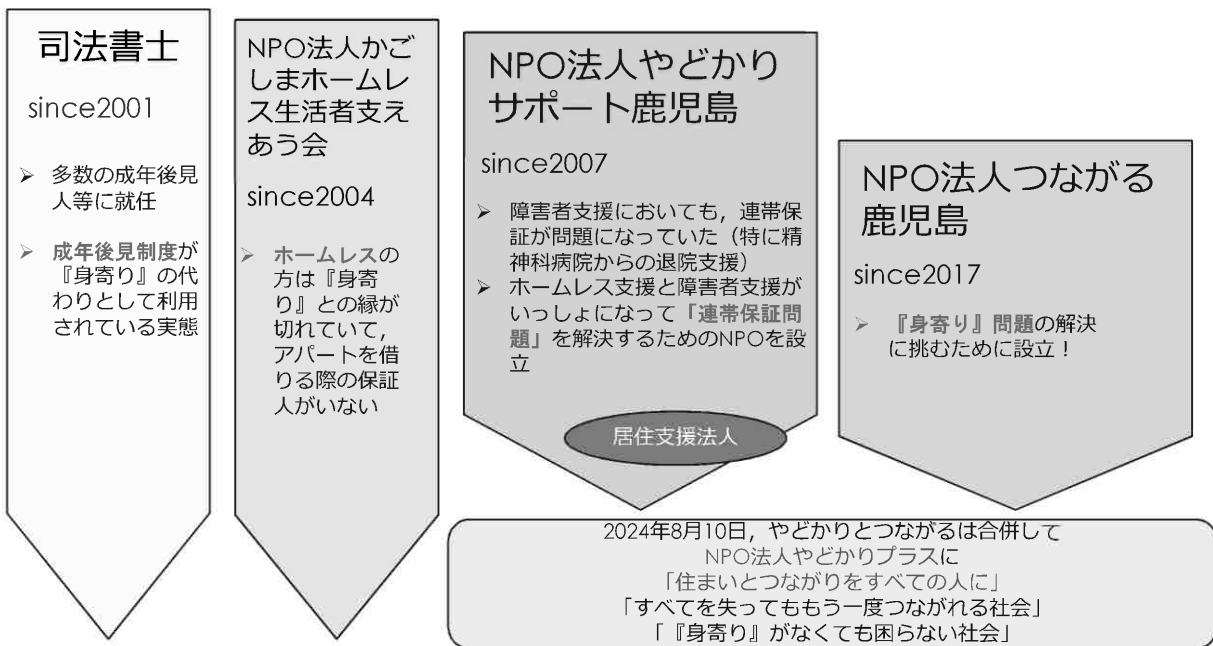 司法書士
since2001
➢ 多数の成年後見
人等に就任
➢ 成年後見制度が
『身寄り』の代
わりとして利用
されている実態
NPO法人かご
しまホームレ
ス生活者支え
あう会
since2004
➢ ホームレスの
方は『身寄
り』との縁が
切れていて，
アパートを借
りる際の保証
人がいない
NPO法人やどかり
サポート鹿児島
since2007
➢ 障害者支援においても，連帯保
証が問題になっていた（特に精
神科病院からの退院支援）
➢ ホームレス支援と障害者支援が
いっしょになって「連帯保証問
題」を解決するためのNPOを設
立
居住支援法人
NPO法人つながる
鹿児島
since2017
➢ 『身寄り』問題の解決
に挑むために設立！
2024年8月10日，やどかりとつながるは合併して
NPO法人やどかりプラスに
「住まいとつながりをすべての人に」
「すべてを失ってももう一度つながれる社会」
「『身寄り』がなくても困らない社会」